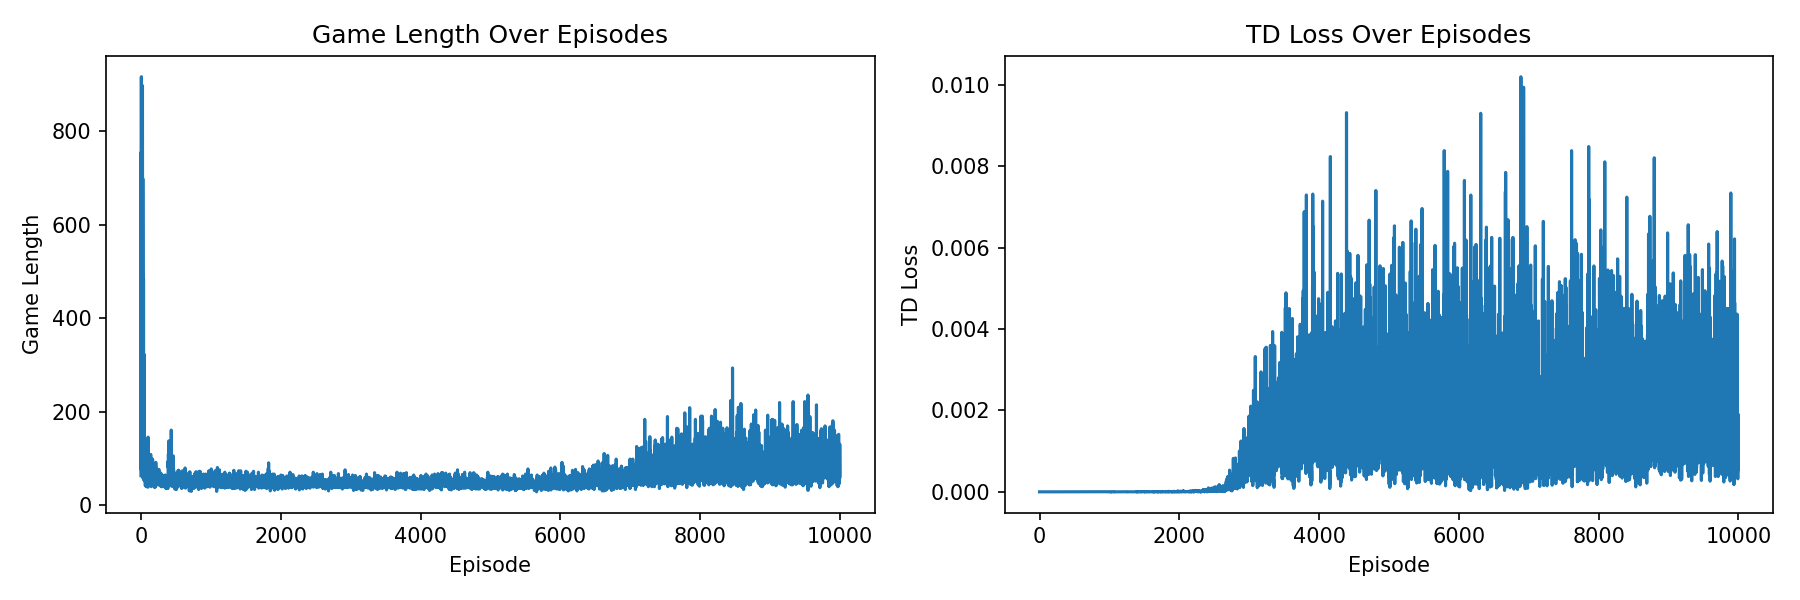 Game Length Over Episodes
800
600
400
200
0
Game Length
0 2000 4000 6000 8000 10000
Episode
TD Loss Over Episodes
0.010
0.008
0.006
0.004
0.002
0.000
TD Loss
0 2000 4000 6000 8000 10000
Episode